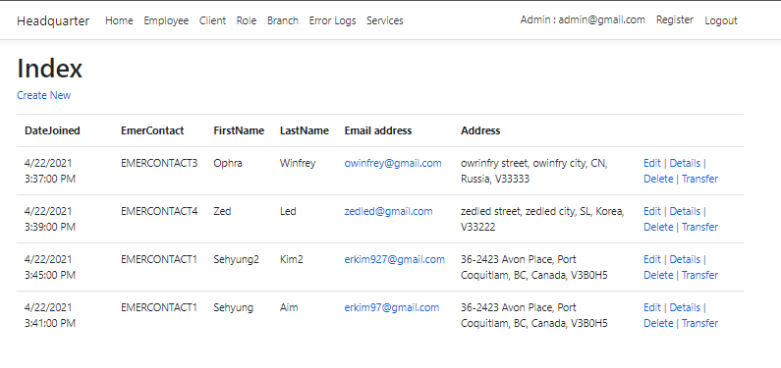 Headquarter Home Employee Client Role Branch Error Logs Services Admin : admin@gmail.com Register Logout
Index
Create New
DateJoined EmerContact FirstName LastName Email address Address
4/22/2021 EMERCONTACT3 Ophra Winfrey owinfrey@gmail.com owrinfry street, owinfry city, CN, Edit | Details |
3:37:00 PM Russia, V33333 Delete | Transfer
4/22/2021 EMERCONTACT4 Zed Led zedled@gmail.com zedled street, zedled city, SL, Korea, Edit | Details |
3:39:00 PM V33222 Delete | Transfer
4/22/2021 EMERCONTACT1 Sehyung2 Kim2 erkim927@gmail.com 36-2423 Avon Place, Port Edit | Details |
3:45:00 PM Coquitlam, BC, Canada, V3B0H5 Delete | Transfer
4/22/2021 EMERCONTACT1 Sehyung Aim erkim97@gmail.com 36-2423 Avon Place, Port Edit | Details |
3:41:00 PM Coquitlam, BC, Canada, V3B0H5 Delete | Transfer